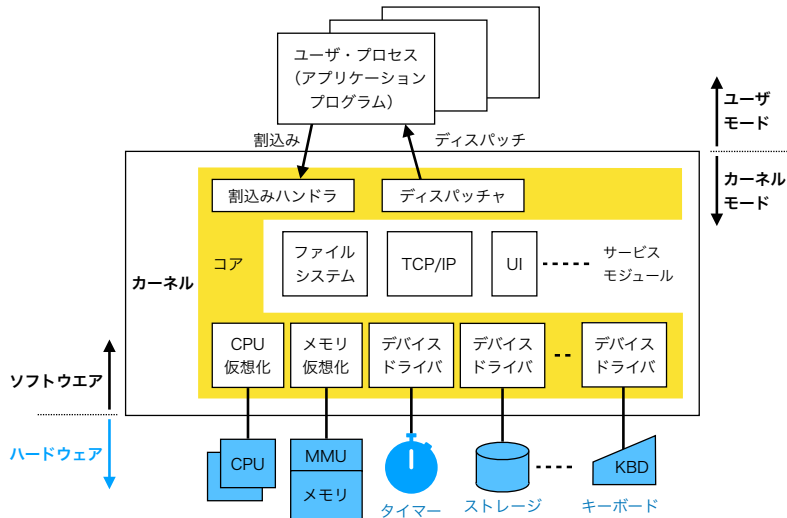 ユーザ・プロセス
（アプリケーション
プログラム）
ユーザ
モード
割込み
ディスパッチ
カーネル
モード
割込みハンドラ
ディスパッチャ
コア
ファイル
システム
TCP/IP
UI
サービス
モジュール
カーネル
CPU
仮想化
メモリ
仮想化
デバイス
ドライバ
デバイス
ドライバ
デバイス
ドライバ
ソフトウエア
ハードウェア
CPU
MMU
メモリ
タイマー
ストレージ
KBD
キーボード